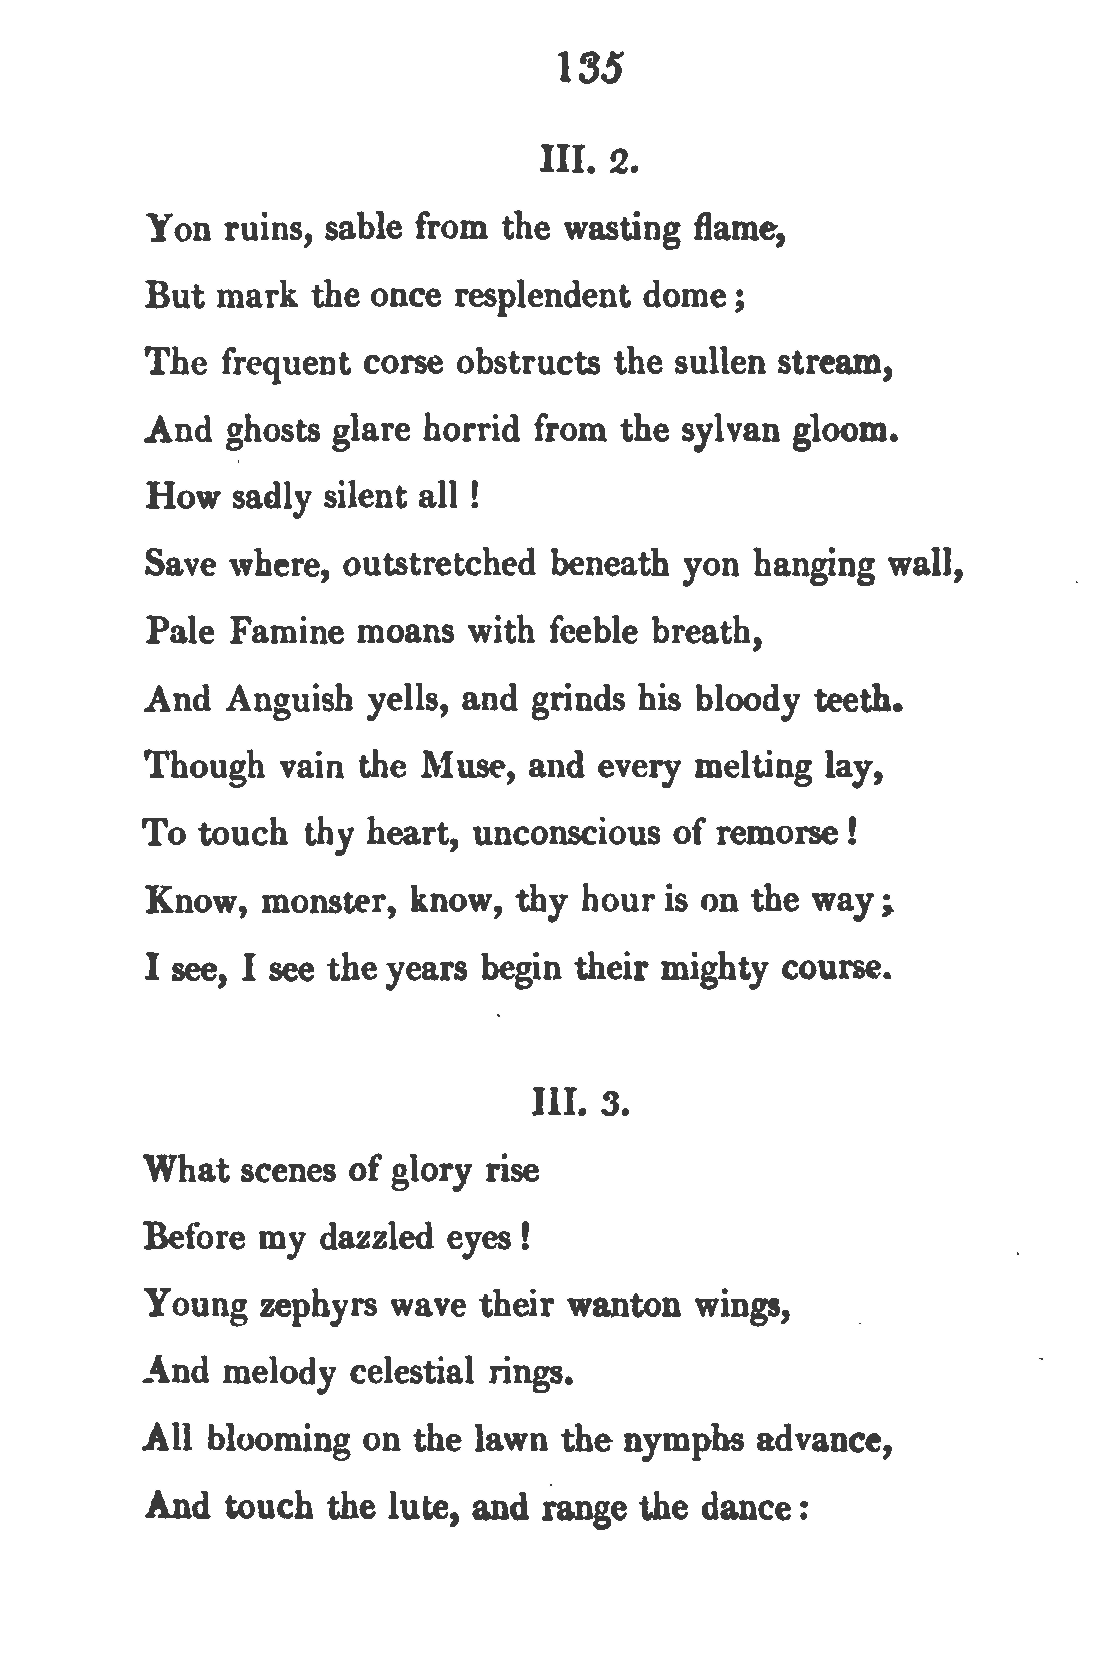 135
III. 2.
Yon ruins, sable from the wasting flame,
But mark the once resplendent dome;
The frequent corse obstructs the sullen stream,
And ghosts glare horrid from the sylvan gloom.
How sadly silent all !
Save where, outstretched beneath yon hanging wall,
Pale Famine moans with feeble breath,
And Anguish yells, and grinds his bloody teeth.
Though vain the Muse, and every melting lay,
To touch thy heart, unconscious of remorse !
Know, monster, know, thy hour is on the way;
I see, I see the years begin their mighty course.
III. 3.
What scenes of glory rise
Before my dazzled eyes !
Young zephyrs wave their wanton wings,
And melody celestial rings.
All blooming on the lawn the nymphs advance,
And touch the lute, and range the dance: